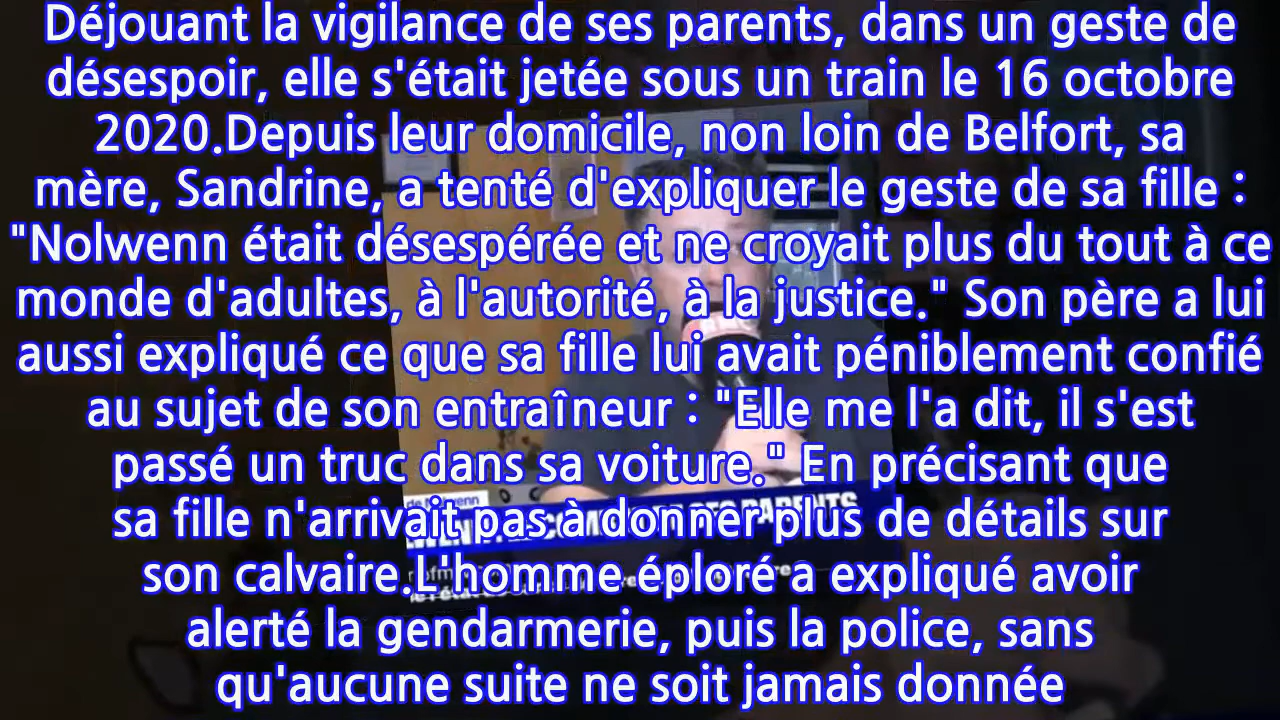 Déjouant la vigilance de ses parents, dans un geste de
désespoir, elle s'était jetée sous un train le 16 octobre
2020.Depuis leur domicile, non loin de Belfort, sa
mère, Sandrine, a tenté d'expliquer le geste de sa fille :
"Nolwenn était désespérée et ne croyait plus du tout à ce
monde d'adultes, à l'autorité, à la justice." Son père a lui
aussi expliqué ce que sa fille lui avait péniblement confié
au sujet de son entraîneur : "Elle me l'a dit, il s'est
passé un truc dans sa voiture." En précisant que
de Nolwenn
sa fille n'arrivait pas à donner plus de détails sur
PARENTS
son calvaire.L'homme éploré a expliqué avoir
alerté la gendarmerie, puis la police, sans
qu'aucune suite ne soit jamais donnée